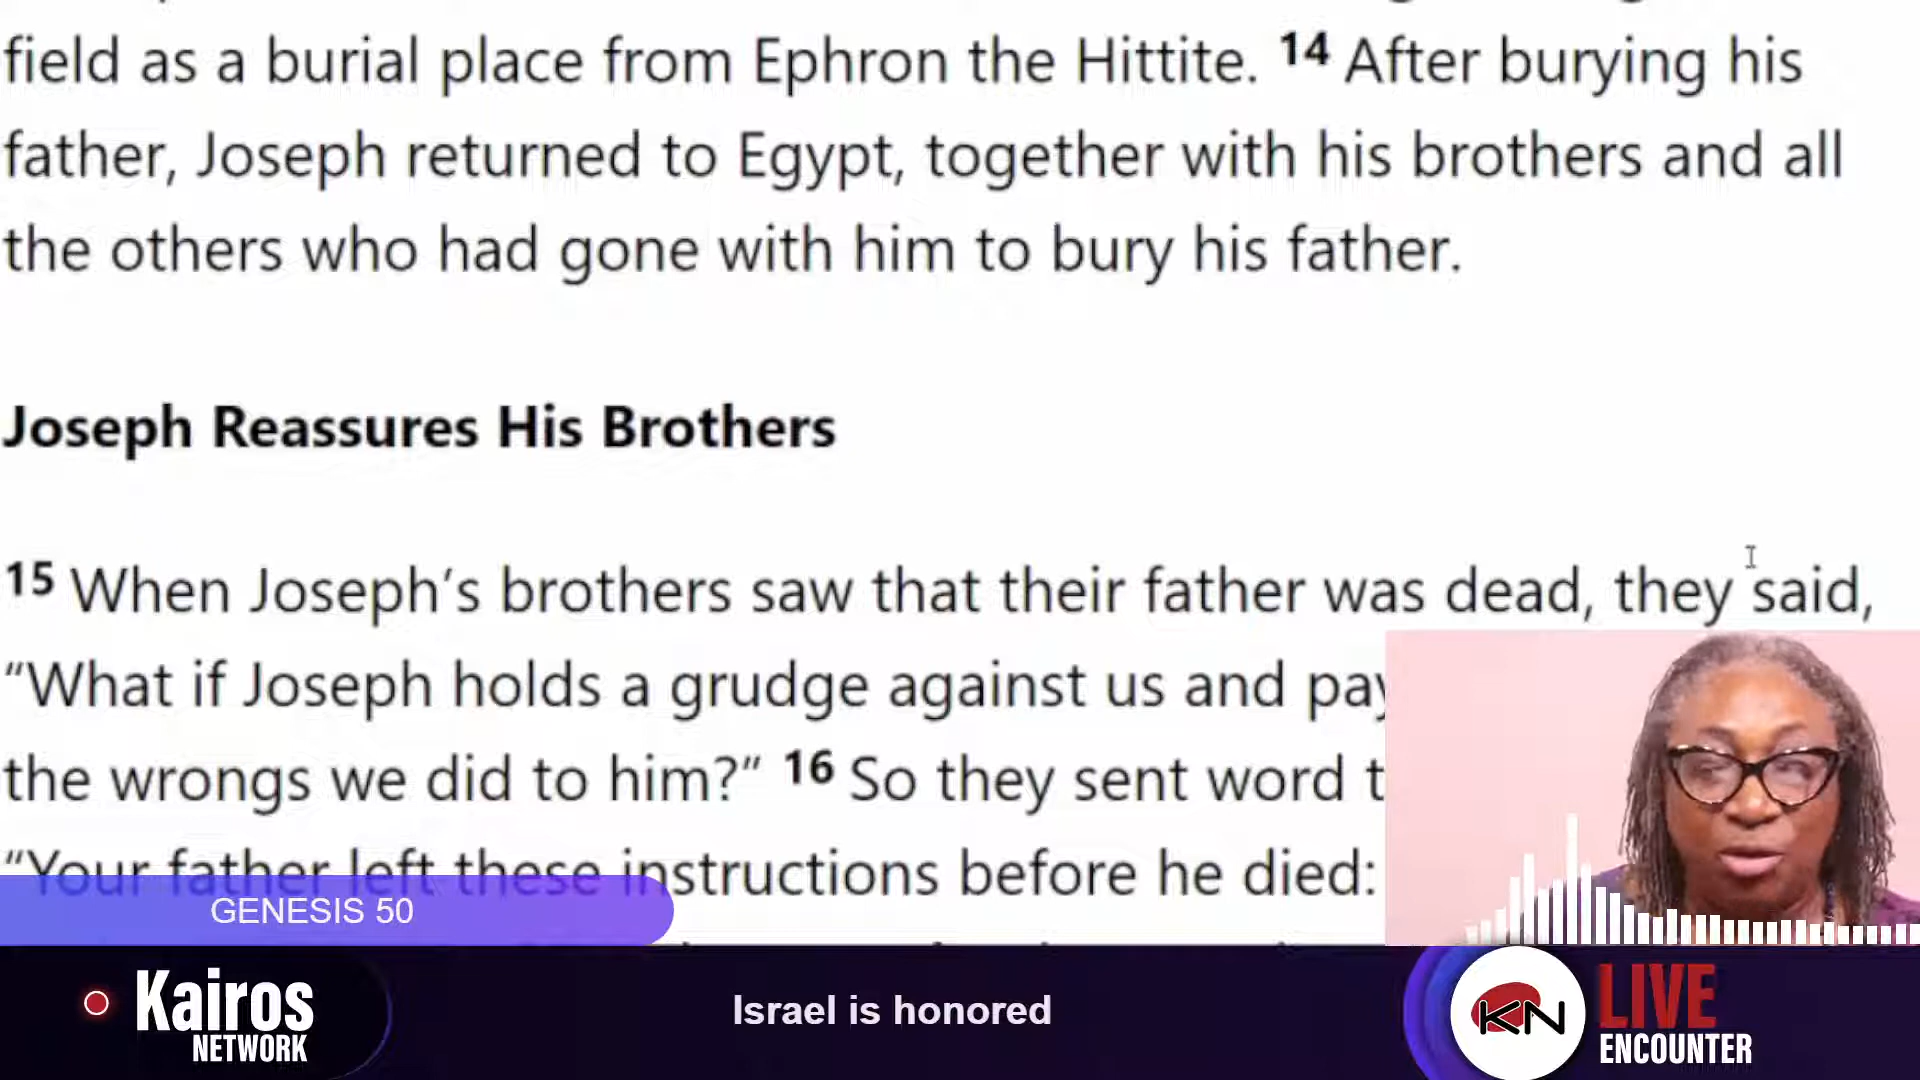 field as a burial place from Ephron the Hittite. 14 After burying his
father, Joseph returned to Egypt, together with his brothers and all
the others who had gone with him to bury his father.
Joseph Reassures His Brothers
15 When Joseph’s brothers saw that their father was dead, they said,
“What if Joseph holds a grudge against us and pay
the wrongs we did to him?” 16 So they sent word t
“Your father left these instructions before he died:
GENESIS 50
Kairos
NETWORK
Israel is honored
KN
LIVE
ENCOUNTER